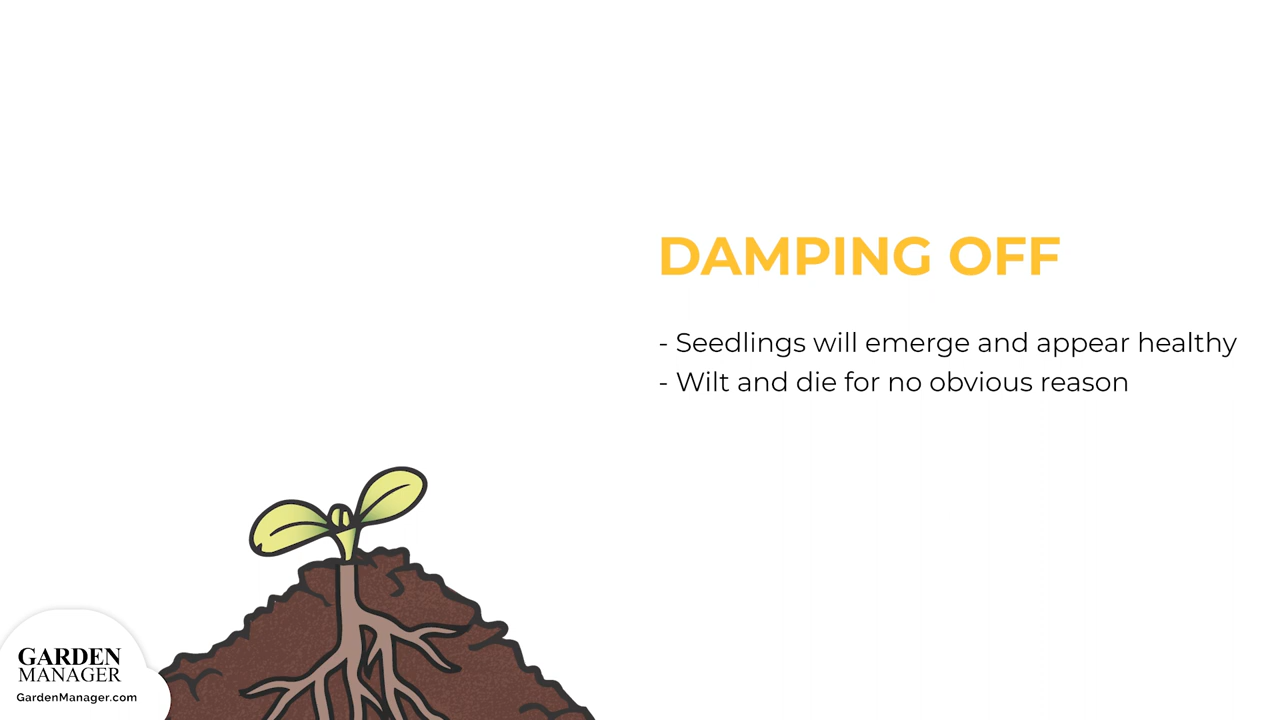 DAMPING OFF
- Seedlings will emerge and appear healthy
- Wilt and die for no obvious reason
GARDEN
MANAGER
GardenManager.com